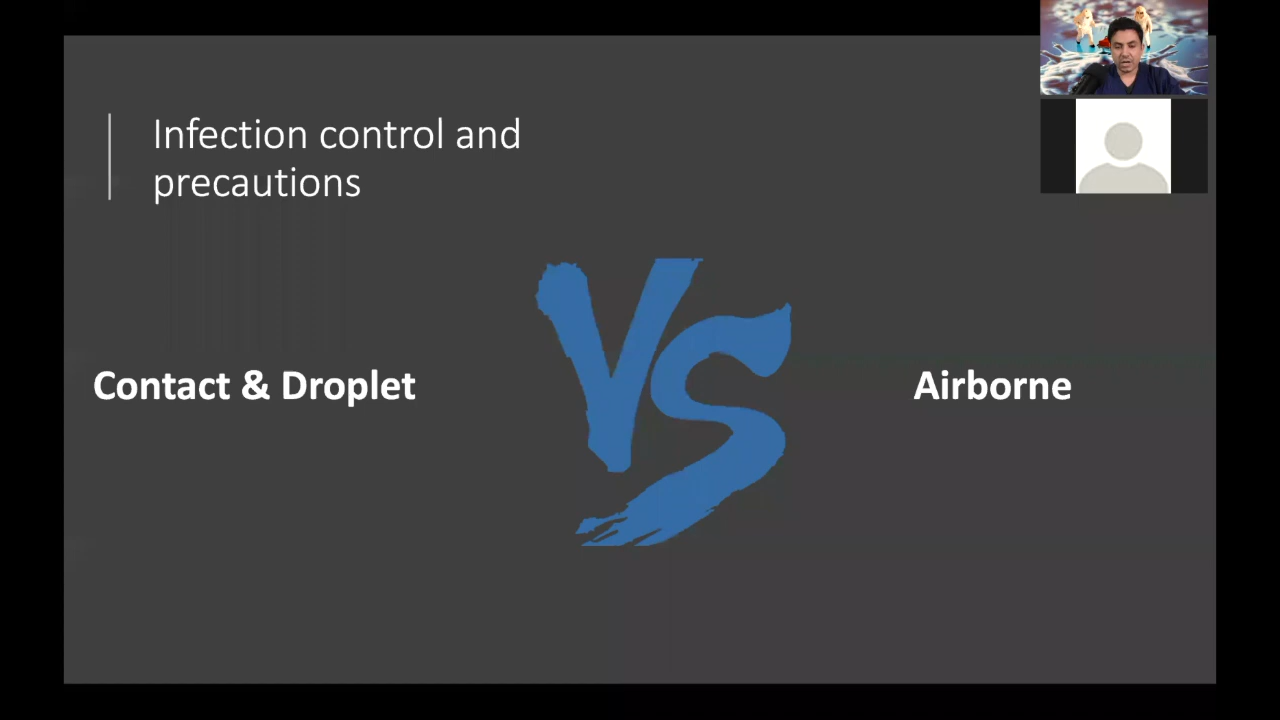 Infection control and
precautions
Contact & Droplet
VS
Airborne